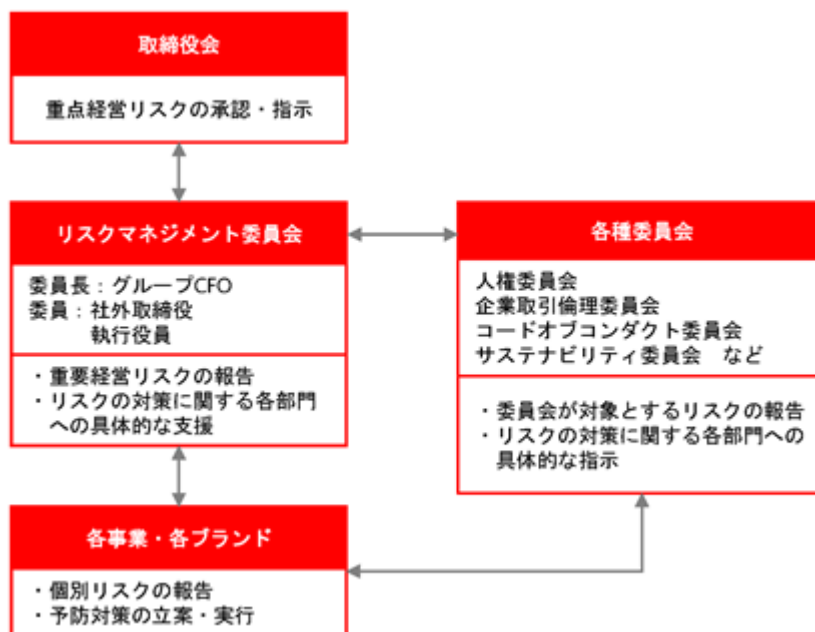 取締役会
重点経営リスクの承認・指示
リスクマネジメント委員会
委員長：グループCFO
委員：社外取締役
執行役員
・重要経営リスクの報告
・リスクの対策に関する各部門
への具体的な支援
各種委員会
人権委員会
企業取引倫理委員会
コードオブコンダクト委員会
サステナビリティ委員会　など
・委員会が対象とするリスクの報告
・リスクの対策に関する各部門への
具体的な指示
各事業・各ブランド
・個別リスクの報告
・予防対策の立案・実行